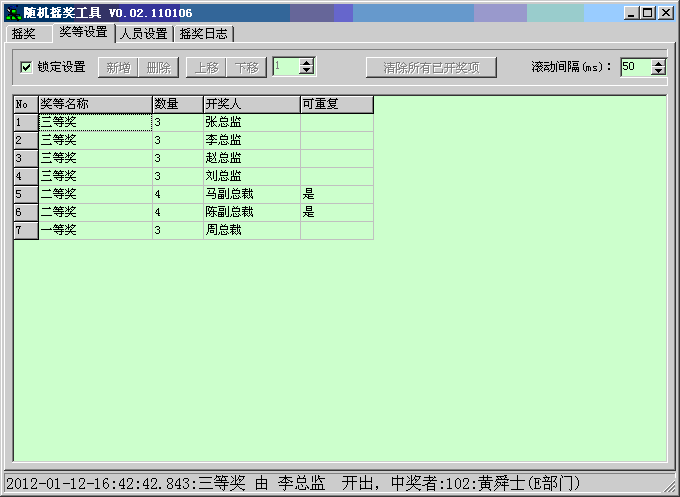 随机摇奖工具 V0.02.110106
摇奖 奖等设置 人员设置 摇奖日志
锁定设置 新增 删除 上移 下移 1 清除所有已开奖项 滚动间隔(ms): 50
No 奖等名称 数量 开奖人 可重复
1 三等奖 3 张总监
2 三等奖 3 李总监
3 三等奖 3 赵总监
4 三等奖 3 刘总监
5 二等奖 4 马副总裁 是
6 二等奖 4 陈副总裁 是
7 一等奖 3 周总裁
2012-01-12-16:42:42.843:三等奖 由 李总监 开出，中奖者:102:黄舜士(E部门)